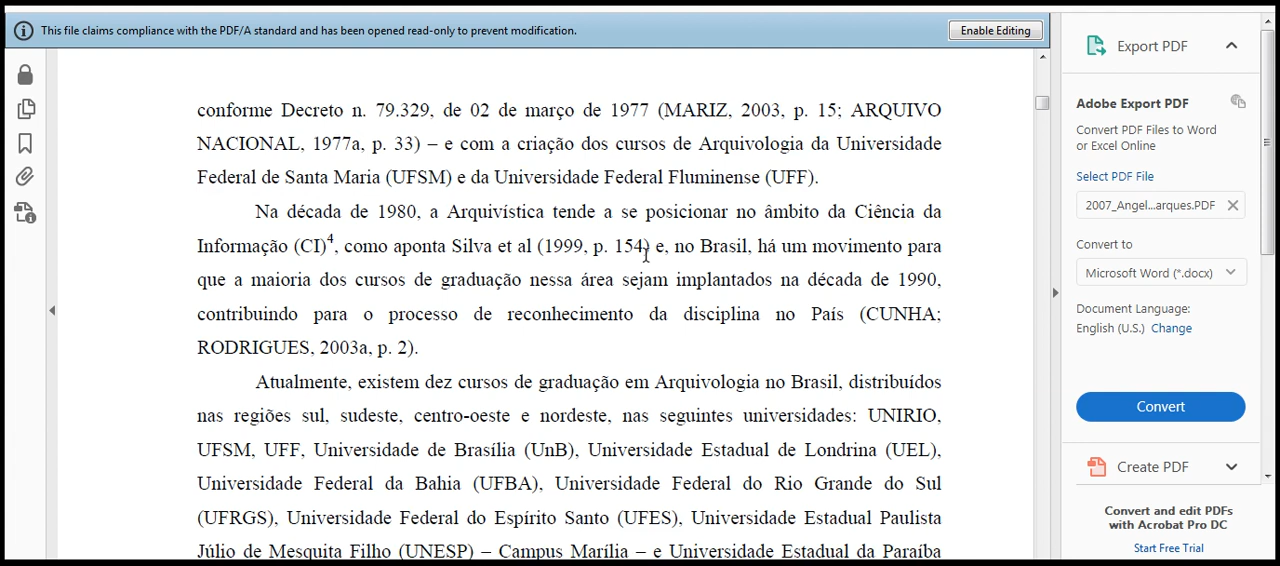 This file claims compliance with the PDF/A standard and has been opened read-only to prevent modification.
Enable Editing
conforme Decreto n. 79.329, de 02 de março de 1977 (MARIZ, 2003, p. 15; ARQUIVO
NACIONAL, 1977a, p. 33) – e com a criação dos cursos de Arquivologia da Universidade
Federal de Santa Maria (UFSM) e da Universidade Federal Fluminense (UFF).
Na década de 1980, a Arquivística tende a se posicionar no âmbito da Ciência da
Informação (CI)4, como aponta Silva et al (1999, p. 154) e, no Brasil, há um movimento para
que a maioria dos cursos de graduação nessa área sejam implantados na década de 1990,
contribuindo para o processo de reconhecimento da disciplina no País (CUNHA;
RODRIGUES, 2003a, p. 2).
Atualmente, existem dez cursos de graduação em Arquivologia no Brasil, distribuídos
nas regiões sul, sudeste, centro-oeste e nordeste, nas seguintes universidades: UNIRIO,
UFSM, UFF, Universidade de Brasília (UnB), Universidade Estadual de Londrina (UEL),
Universidade Federal da Bahia (UFBA), Universidade Federal do Rio Grande do Sul
(UFRGS), Universidade Federal do Espírito Santo (UFES), Universidade Estadual Paulista
Júlio de Mesquita Filho (UNESP) – Campus Marília – e Universidade Estadual da Paraíba
Export PDF
Adobe Export PDF
Convert PDF Files to Word
or Excel Online
Select PDF File
2007_Angel...arques.PDF
Convert to
Microsoft Word (*.docx)
Document Language:
English (U.S.) Change
Convert
Create PDF
Convert and edit PDFs
with Acrobat Pro DC
Start Free Trial